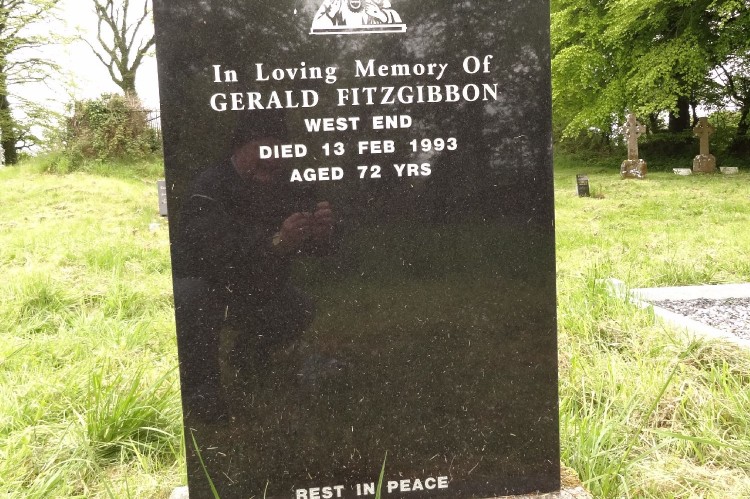 In Loving Memory Of
GERALD FITZGIBBON
WEST END
DIED 13 FEB 1993
AGED 72 YRS
REST IN PEACE